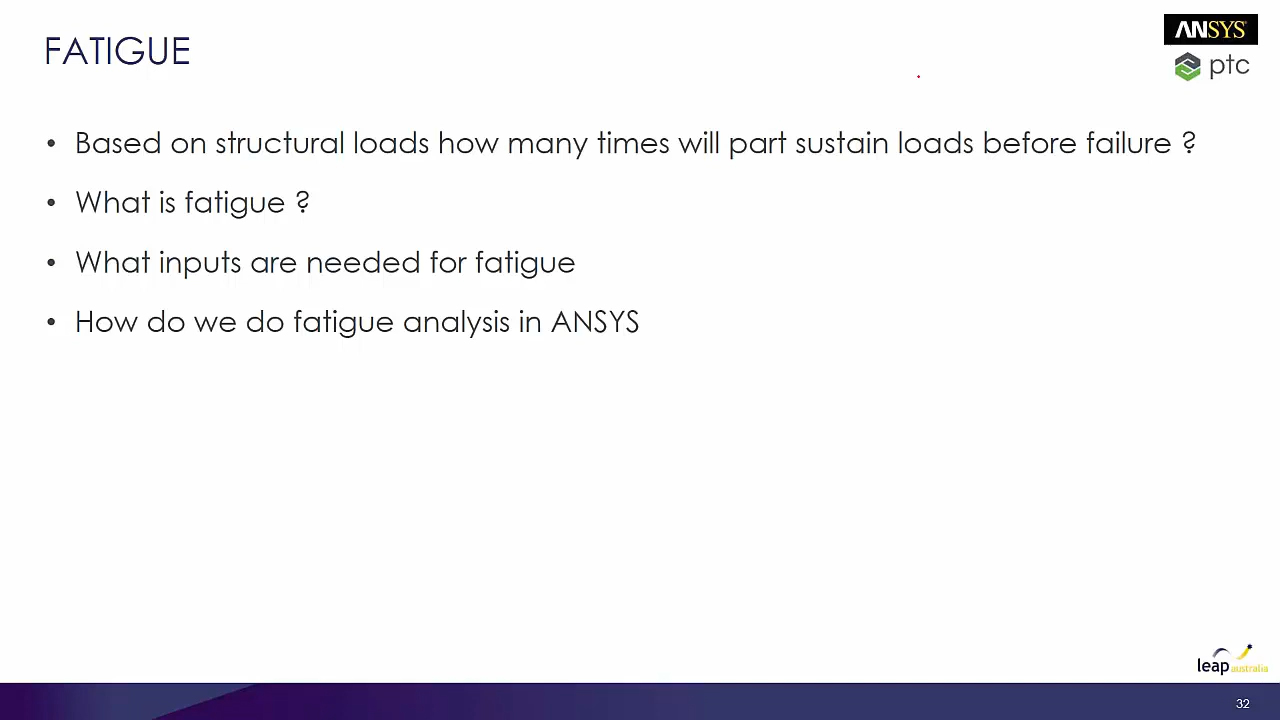 FATIGUE
ANSYS
ptc
• Based on structural loads how many times will part sustain loads before failure ?
• What is fatigue ?
• What inputs are needed for fatigue
• How do we do fatigue analysis in ANSYS
leap australia
32